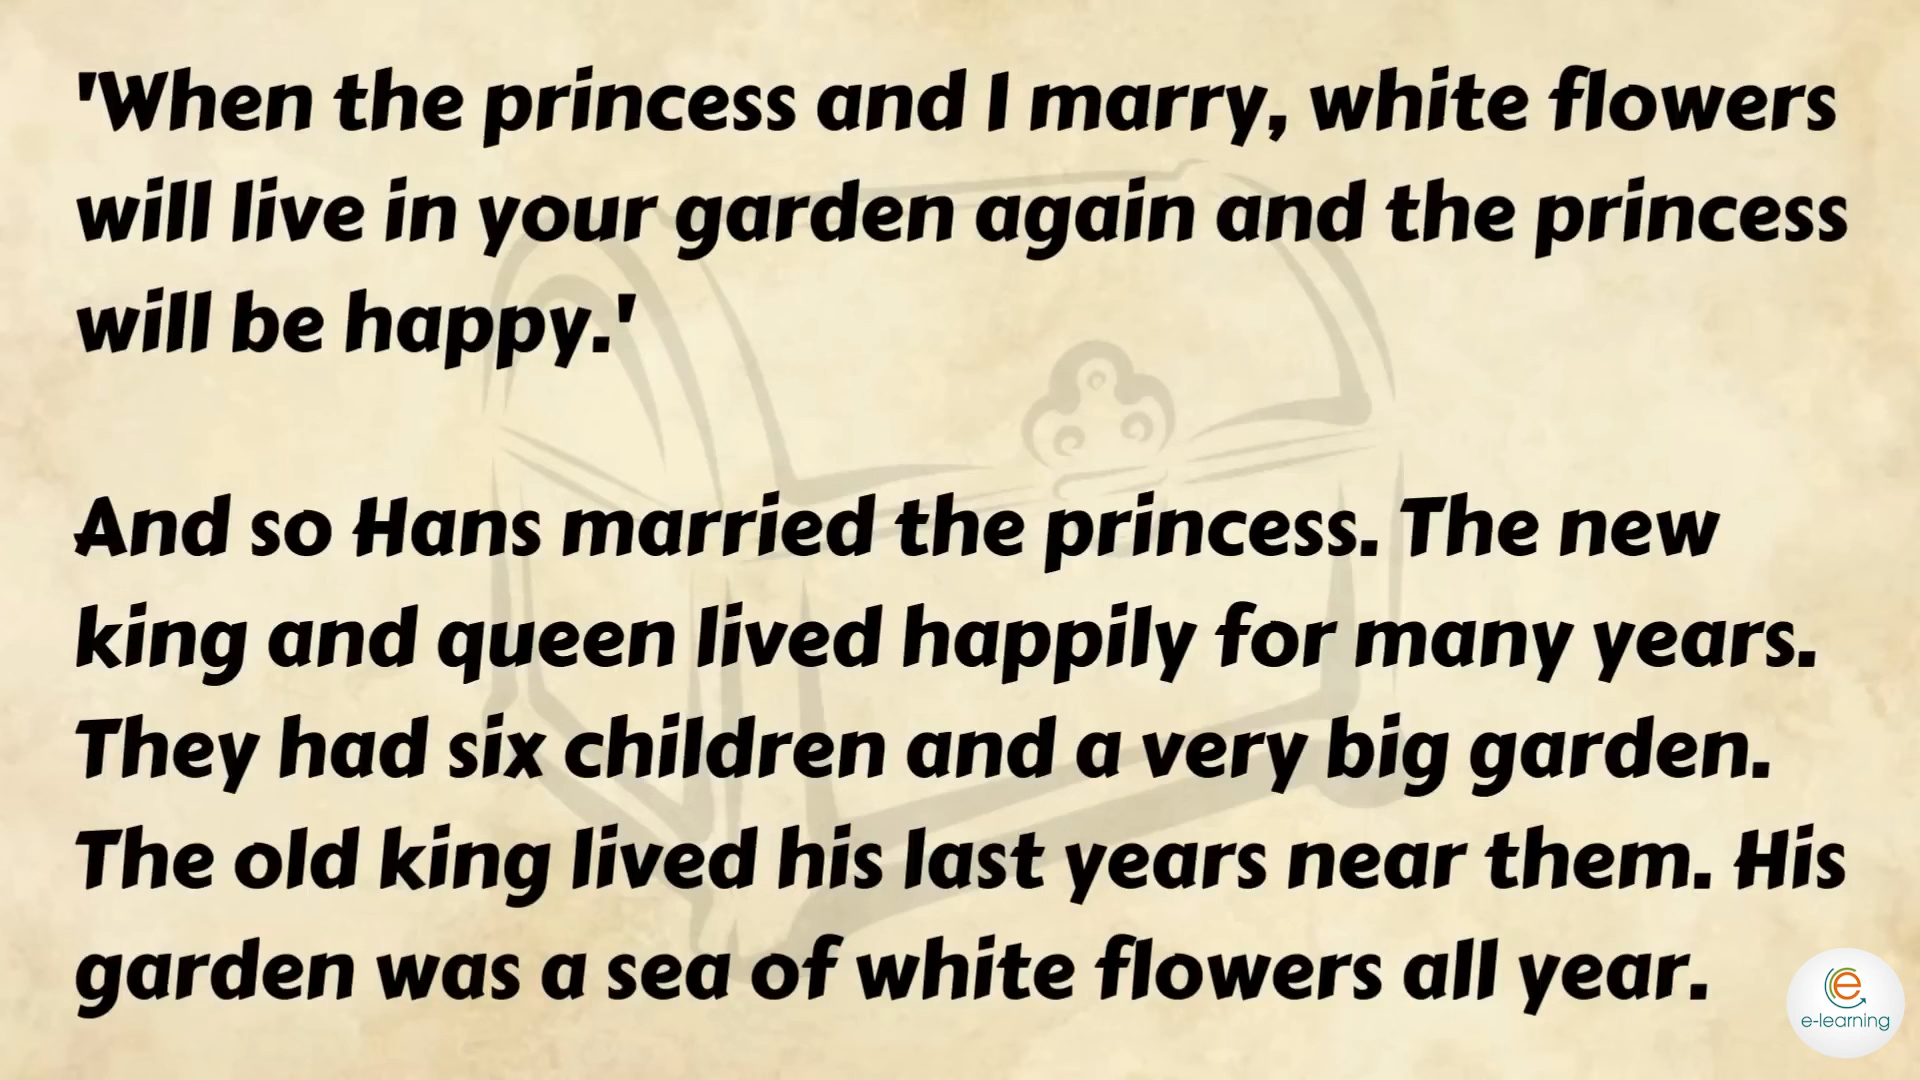 'When the princess and I marry, white flowers
will live in your garden again and the princess
will be happy.'
And so Hans married the princess. The new
king and queen lived happily for many years.
They had six children and a very big garden.
The old king lived his last years near them. His
garden was a sea of white flowers all year.
e
e-learning